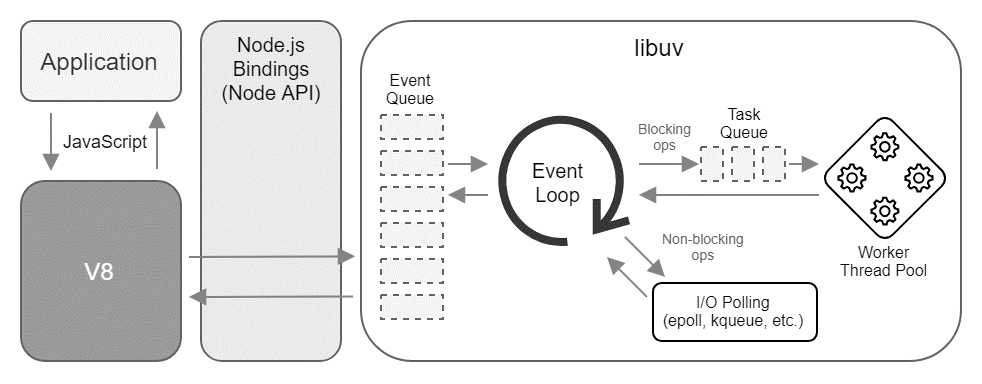 Application
JavaScript
V8
Node.js
Bindings
(Node API)
libuv
Event
Queue
Event
Loop
Blocking
ops
Task
Queue
Worker
Thread Pool
Non-blocking
ops
I/O Polling
(epoll, kqueue, etc.)